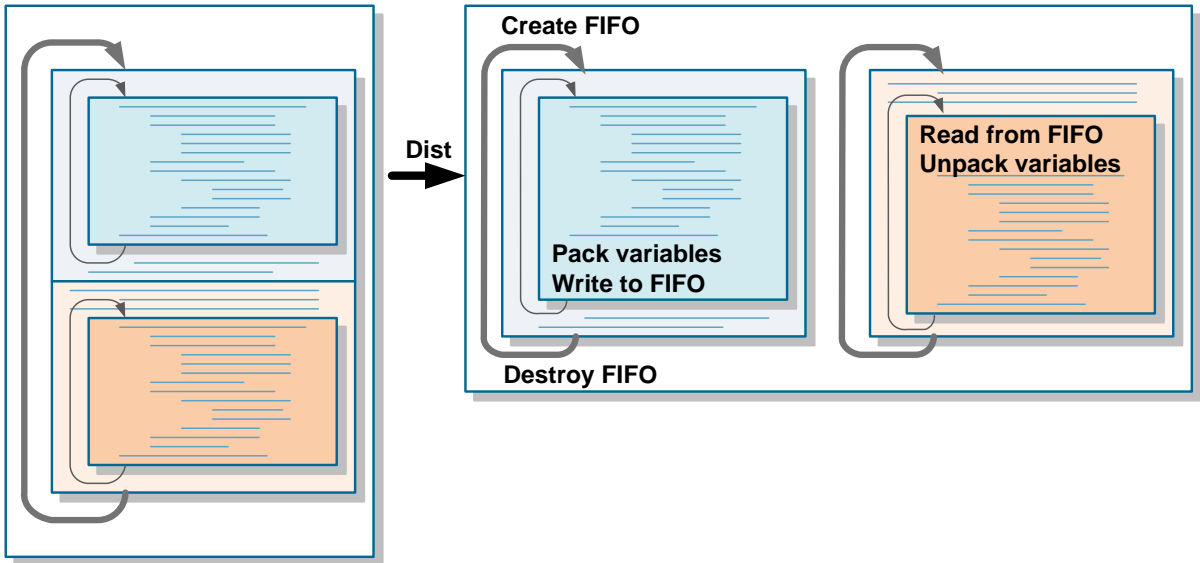 Create FIFO
Dist
Read from FIFO
Unpack variables
Pack variables
Write to FIFO
Destroy FIFO